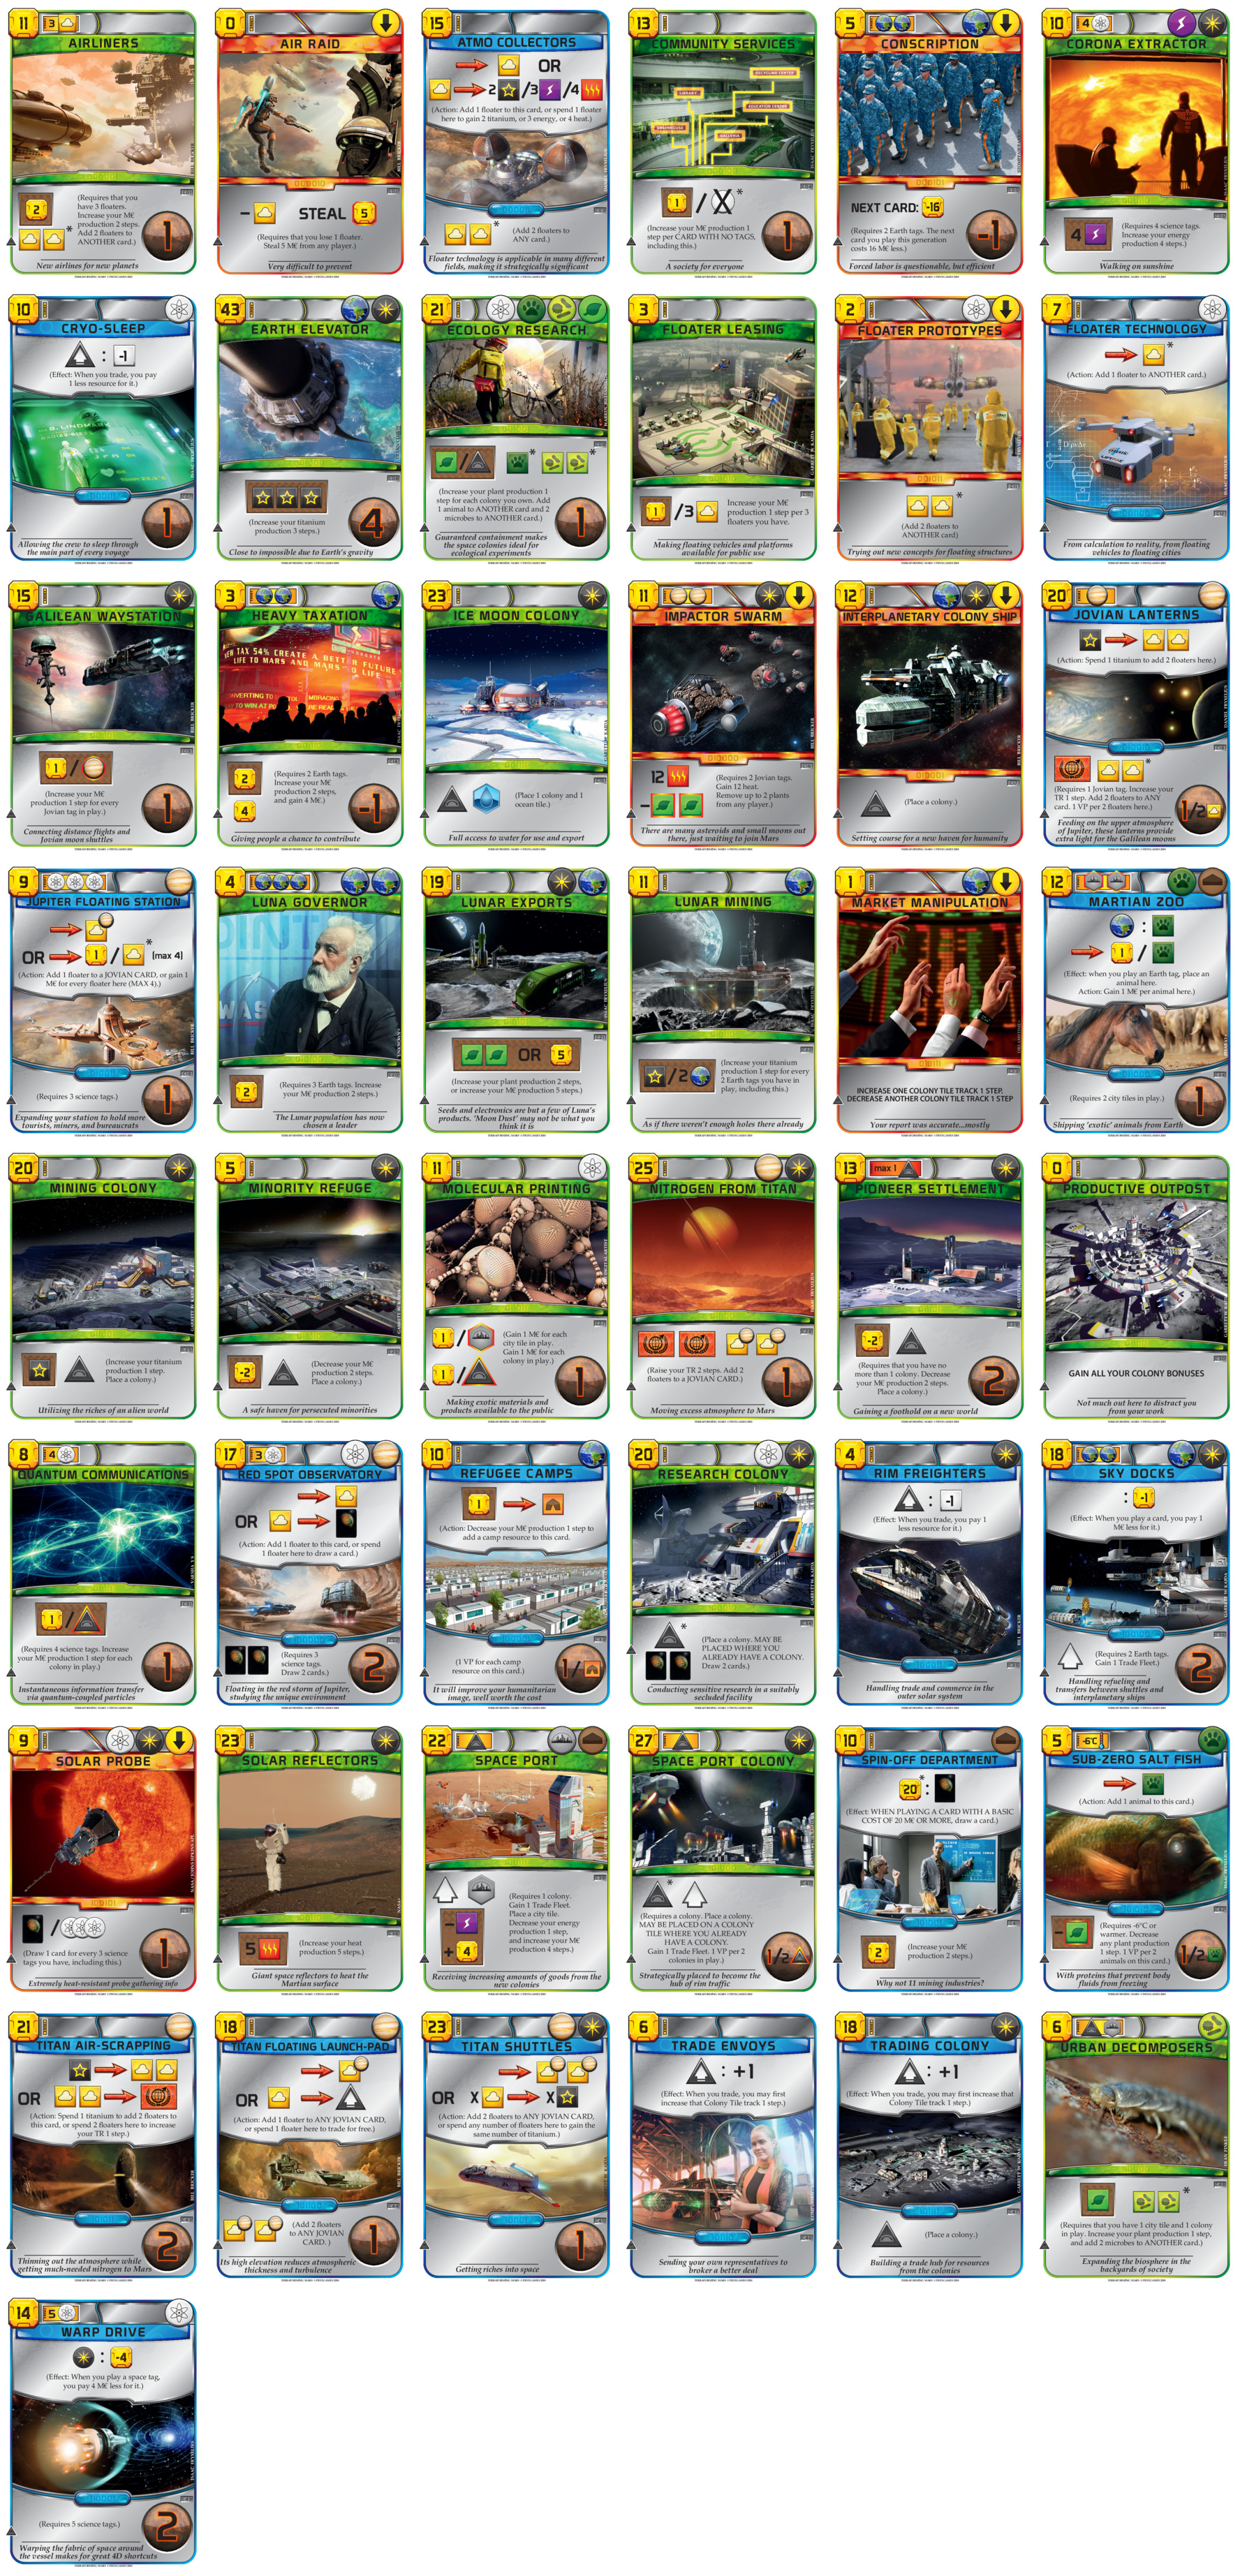 11
3
AIRLINERS
2
(Requires that you
have 3 floaters.
Increase your M€
production 2 steps.
Add 2 floaters to
ANOTHER card.)
1
New airlines for new planets
0
AIR RAID
-
STEAL
5
(Requires that you lose 1 floater.
Steal 5 M€ from any player.)
Very difficult to prevent
15
ATMO COLLECTORS
OR
2 /3 /4
(Action: Add 1 floater to this card, or spend 1 floater
here to gain 2 titanium, or 3 energy, or 4 heat.)
(Add 2 floaters to
ANY card.)
Floater technology is applicable in many different
fields, making it strategically significant
13
COMMUNITY SERVICES
RECYCLING CENTER
LIBRARY
EDUCATION CENTER
GREENHOUSE
GALLERIA
1 / X*
(Increase your M€ production 1
step per CARD WITH NO TAGS,
including this.)
1
A society for everyone
5
CONSCRIPTION
NEXT CARD: -16
(Requires 2 Earth tags. The next
card you play this generation
costs 16 M€ less.)
-1
Forced labor is questionable, but efficient
10
4
CORONA EXTRACTOR
4
(Requires 4 science tags.
Increase your energy
production 4 steps.)
Walking on sunshine
10
CRYO-SLEEP
: -1
(Effect: When you trade, you pay
1 less resource for it.)
1
Allowing the crew to sleep through
the main part of every voyage
43
EARTH ELEVATOR
(Increase your titanium
production 3 steps.)
4
Close to impossible due to Earth's gravity
21
ECOLOGY RESEARCH
(Increase your plant production 1
step for each colony you own. Add
1 animal to ANOTHER card and 2
microbes to ANOTHER card.)
1
Guaranteed containment makes
the space colonies ideal for
ecological experiments
3
FLOATER LEASING
1 /3
Increase your M€
production 1 step per 3
floaters you have.
Making floating vehicles and platforms
available for public use
2
FLOATER PROTOTYPES
(Add 2 floaters to
ANOTHER card)
Trying out new concepts for floating structures
7
FLOATER TECHNOLOGY
(Action: Add 1 floater to ANOTHER card.)
From calculation to reality, from floating
vehicles to floating cities
15
GALILEAN WAYSTATION
1 /
(Increase your M€
production 1 step for every
Jovian tag in play.)
1
Connecting distance flights and
Jovian moon shuttles
3
HEAVY TAXATION
2
4
(Requires 2 Earth tags.
Increase your M€
production 2 steps,
and gain 4 M€.)
-1
Giving people a chance to contribute
23
ICE MOON COLONY
(Place 1 colony and 1
ocean tile.)
Full access to water for use and export
11
IMPACTOR SWARM
12
-
(Requires 2 Jovian tags.
Gain 12 heat.
Remove up to 2 plants
from any player.)
There are many asteroids and small moons out
there, just waiting to join Mars
12
INTERPLANETARY COLONY SHIP
(Place a colony.)
Setting course for a new haven for humanity
20
JOVIAN LANTERNS
(Action: Spend 1 titanium to add 2 floaters here.)
(Requires 1 Jovian tag. Increase your
TR 1 step. Add 2 floaters to ANY
card. 1 VP per 2 floaters here.)
1/2
Feeding on the upper atmosphere
of Jupiter, these lanterns provide
extra light for the Galilean moons
9
JUPITER FLOATING STATION
OR 1 / * (max 4)
(Action: Add 1 floater to a JOVIAN CARD, or gain 1
M€ for every floater here (MAX 4).)
(Requires 3 science tags.)
1
Expanding your station to hold more
tourists, miners, and bureaucrats
4
LUNA GOVERNOR
2
(Requires 3 Earth tags. Increase
your M€ production 2 steps.)
The Lunar population has now
chosen a leader
19
LUNAR EXPORTS
OR 5
(Increase your plant production 2 steps,
or increase your M€ production 5 steps.)
Seeds and electronics are but a few of Luna's
products. 'Moon Dust' may not be what you
think it is
11
LUNAR MINING
/2
(Increase your titanium
production 1 step for every
2 Earth tags you have in
play, including this.)
As if there weren't enough holes there already
1
MARKET MANIPULATION
INCREASE ONE COLONY TILE TRACK 1 STEP.
DECREASE ANOTHER COLONY TILE TRACK 1 STEP
Your report was accurate...mostly
12
MARTIAN ZOO
:
1 /
(Effect: when you play an Earth tag, place an
animal here.
Action: Gain 1 M€ per animal here.)
(Requires 2 city tiles in play.)
1
Shipping 'exotic' animals from Earth
20
MINING COLONY
(Increase your titanium
production 1 step.
Place a colony.)
Utilizing the riches of an alien world
5
MINORITY REFUGE
-2
(Decrease your M€
production 2 steps.
Place a colony.)
A safe haven for persecuted minorities
11
MOLECULAR PRINTING
1 /
1 /
(Gain 1 M€ for each
city tile in play.
Gain 1 M€ for each
colony in play.)
1
Making exotic materials and
products available to the public
25
NITROGEN FROM TITAN
(Raise your TR 2 steps. Add 2
floaters to a JOVIAN CARD.)
1
Moving excess atmosphere to Mars
13
max 1
PIONEER SETTLEMENT
-2
(Requires that you have no
more than 1 colony. Decrease
your M€ production 2 steps.
Place a colony.)
2
Gaining a foothold on a new world
0
PRODUCTIVE OUTPOST
GAIN ALL YOUR COLONY BONUSES
Not much out here to distract you
from your work
8
4
QUANTUM COMMUNICATIONS
1 /
(Requires 4 science tags. Increase
your M€ production 1 step for each
colony in play.)
1
Instantaneous information transfer
via quantum-coupled particles
17
3
RED SPOT OBSERVATORY
OR
(Action: Add 1 floater to this card, or spend
1 floater here to draw a card.)
(Requires 3
science tags.
Draw 2 cards.)
2
Floating in the red storm of Jupiter,
studying the unique environment
10
REFUGEE CAMPS
1
(Action: Decrease your M€ production 1 step to
add a camp resource to this card.
(1 VP for each camp
resource on this card.)
1/
It will improve your humanitarian
image, well worth the cost
20
RESEARCH COLONY
(Place a colony. MAY BE
PLACED WHERE YOU
ALREADY HAVE A COLONY.
Draw 2 cards.)
Conducting sensitive research in a suitably
secluded facility
4
RIM FREIGHTERS
: -1
(Effect: When you trade, you pay 1
less resource for it.)
Handling trade and commerce in the
outer solar system
18
SKY DOCKS
: -1
(Effect: When you play a card, you pay 1
M€ less for it.)
(Requires 2 Earth tags.
Gain 1 Trade Fleet.)
2
Handling refueling and
transfers between shuttles and
interplanetary ships
9
SOLAR PROBE
/
(Draw 1 card for every 3 science
tags you have, including this.)
1
Extremely heat-resistant probe gathering info
23
SOLAR REFLECTORS
5
(Increase your heat
production 5 steps.)
Giant space reflectors to heat the
Martian surface
22
SPACE PORT
-
+ 4
(Requires 1 colony.
Gain 1 Trade Fleet.
Place a city tile.
Decrease your energy
production 1 step,
and increase your M€
production 4 steps.)
Receiving increasing amounts of goods from the
new colonies
27
SPACE PORT COLONY
(Requires a colony. Place a colony.
MAY BE PLACED ON A COLONY
TILE WHERE YOU ALREADY
HAVE A COLONY.
Gain 1 Trade Fleet. 1 VP per 2
colonies in play.)
1/2
Strategically placed to become the
hub of rim traffic
10
SPIN-OFF DEPARTMENT
20* :
(Effect: WHEN PLAYING A CARD WITH A BASIC
COST OF 20 M€ OR MORE, draw a card.)
2
(Increase your M€
production 2 steps.)
Why not 11 mining industries?
5
-6°C
SUB-ZERO SALT FISH
(Action: Add 1 animal to this card.)
-
(Requires -6°C or
warmer. Decrease
any plant production
1 step. 1 VP per 2
animals on this card.)
1/2
With proteins that prevent body
fluids from freezing
21
TITAN AIR-SCRAPPING
OR
(Action: Spend 1 titanium to add 2 floaters to
this card, or spend 2 floaters here to increase
your TR 1 step.)
2
Thinning out the atmosphere while
getting much-needed nitrogen to Mars
18
TITAN FLOATING LAUNCH-PAD
OR
(Action: Add 1 floater to ANY JOVIAN CARD,
or spend 1 floater here to trade for free.)
(Add 2 floaters
to ANY JOVIAN
CARD. )
1
Its high elevation reduces atmospheric
thickness and turbulence
23
TITAN SHUTTLES
OR X X
(Action: Add 2 floaters to ANY JOVIAN CARD,
or spend any number of floaters here to gain the
same number of titanium.)
1
Getting riches into space
6
TRADE ENVOYS
: +1
(Effect: When you trade, you may first
increase that Colony Tile track 1 step.)
Sending your own representatives to
broker a better deal
18
TRADING COLONY
: +1
(Effect: When you trade, you may first increase that
Colony Tile track 1 step.)
(Place a colony.)
Building a trade hub for resources
from the colonies
6
URBAN DECOMPOSERS
(Requires that you have 1 city tile and 1 colony
in play. Increase your plant production 1 step,
and add 2 microbes to ANOTHER card.)
Expanding the biosphere in the
backyards of society
14
5
WARP DRIVE
: -4
(Effect: When you play a space tag,
you pay 4 M€ less for it.)
(Requires 5 science tags.)
2
Warping the fabric of space around
the vessel makes for great 4D shortcuts